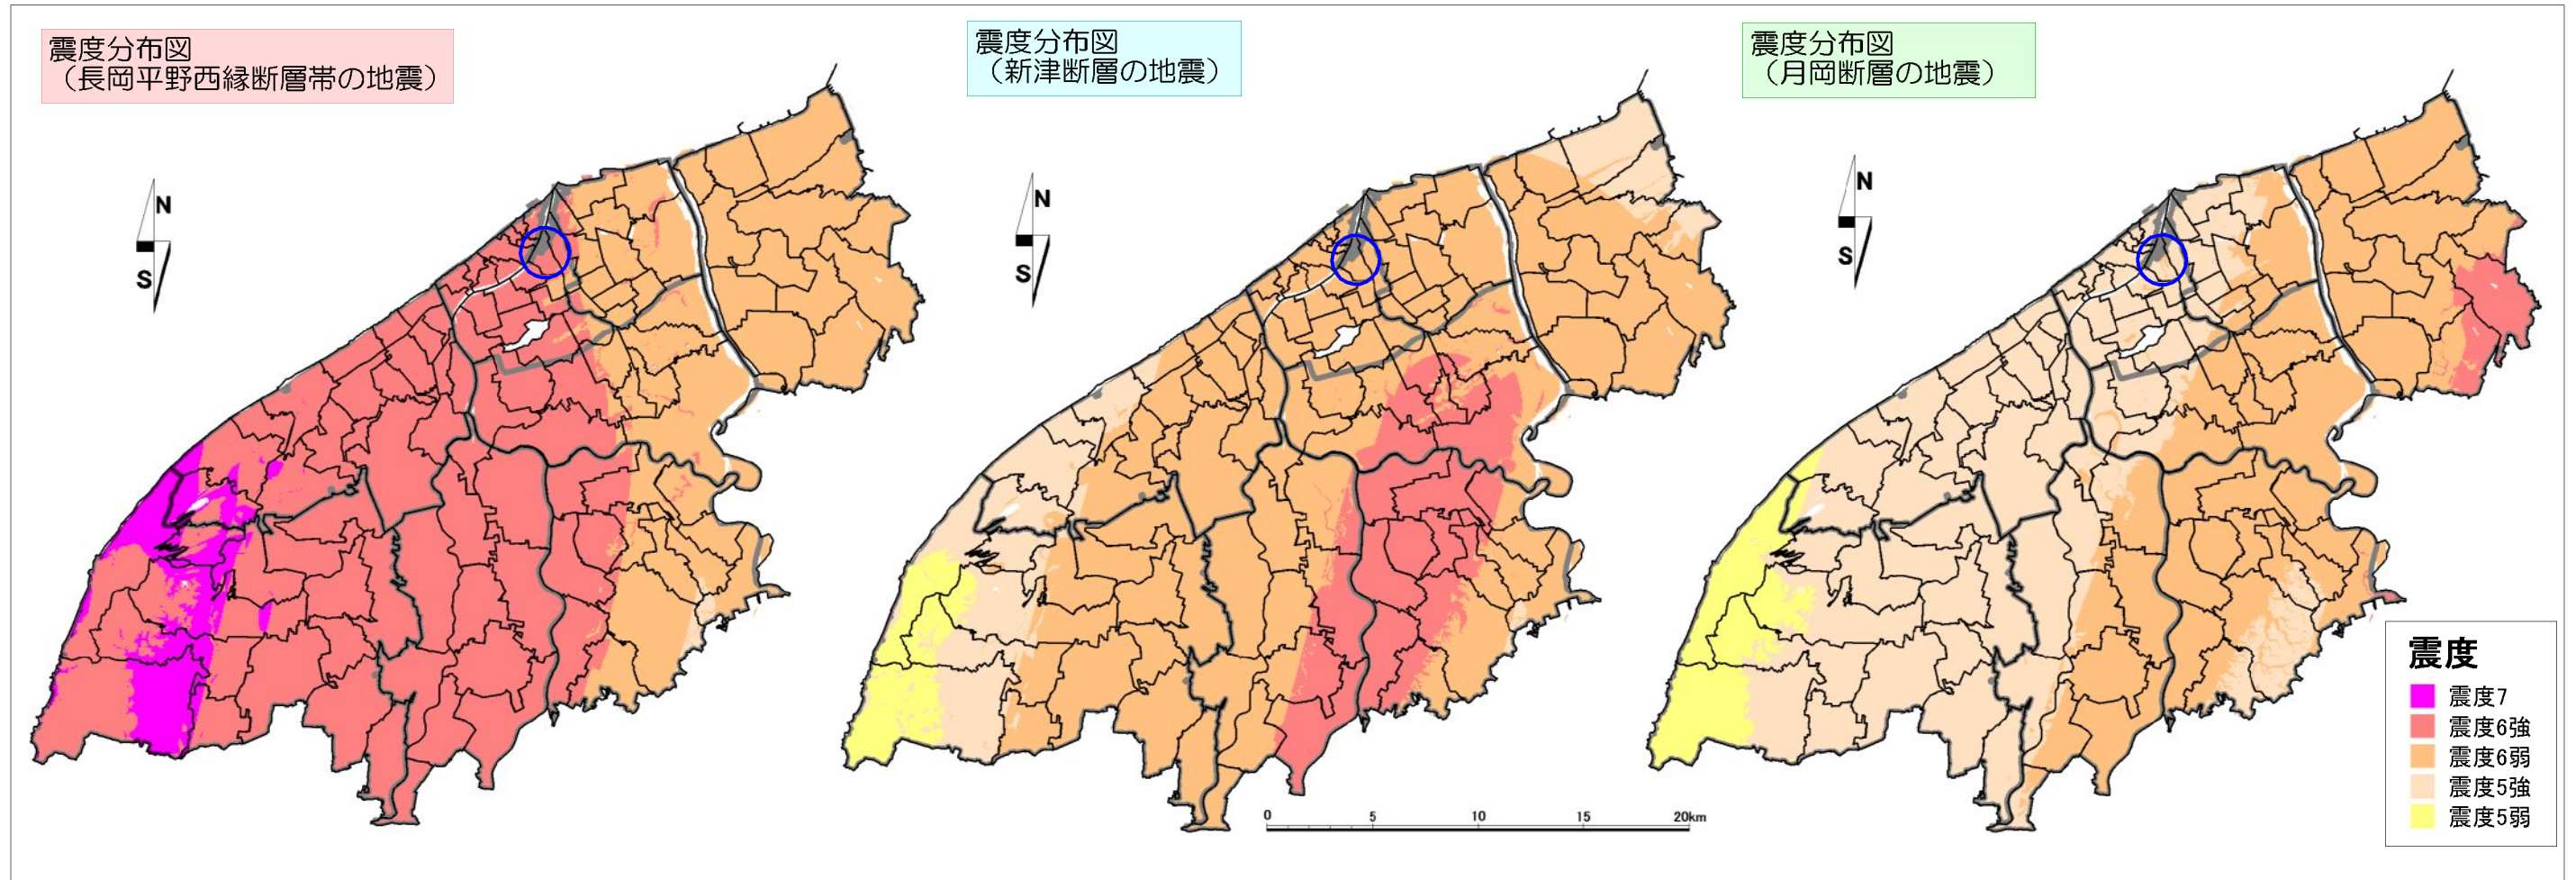 震度分布図
（長岡平野西縁断層帯の地震）
震度分布図
（新津断層の地震）
震度分布図
（月岡断層の地震）
N
S
N
S
N
S
震度
震度7
震度6強
震度6弱
震度5強
震度5弱
0 5 10 15 20km